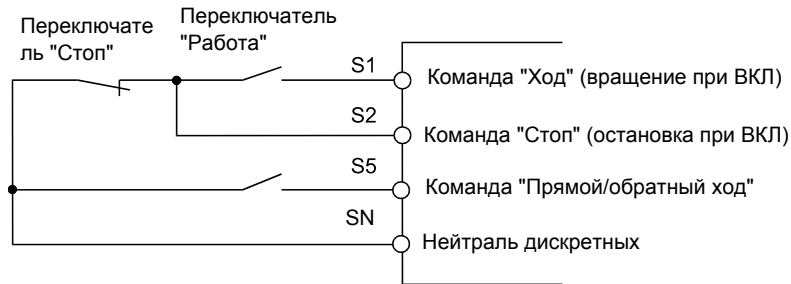 Переключате
ль "Стоп"
Переключатель
"Работа"
S1
Команда "Ход" (вращение при ВКЛ)
S2
Команда "Стоп" (остановка при ВКЛ)
S5
Команда "Прямой/обратный ход"
SN
Нейтраль дискретных